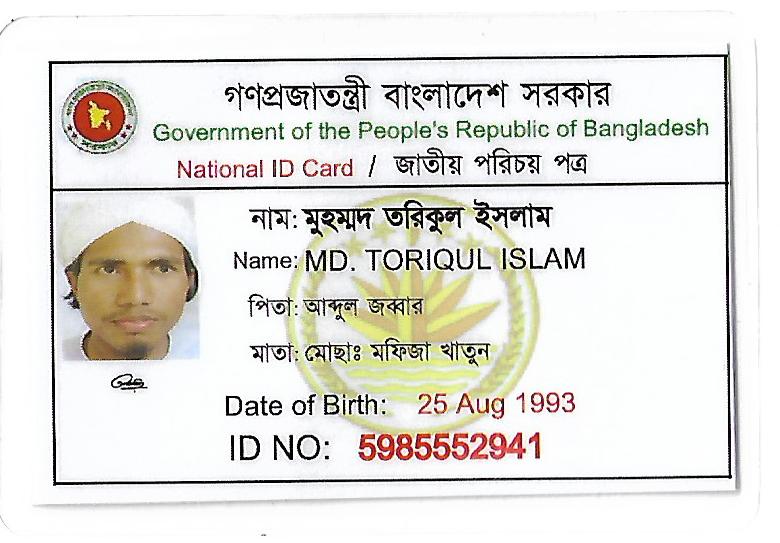 গণপ্রজাতন্ত্রী বাংলাদেশ সরকার
Government of the People's Republic of Bangladesh
National ID Card / জাতীয় পরিচয় পত্র
নাম: মুহম্মদ তরিকুল ইসলাম
Name: MD. TORIQUL ISLAM
পিতা: আব্দুল জব্বার
মাতা: মোছাঃ মফিজা খাতুন
Date of Birth: 25 Aug 1993
ID NO: 5985552941